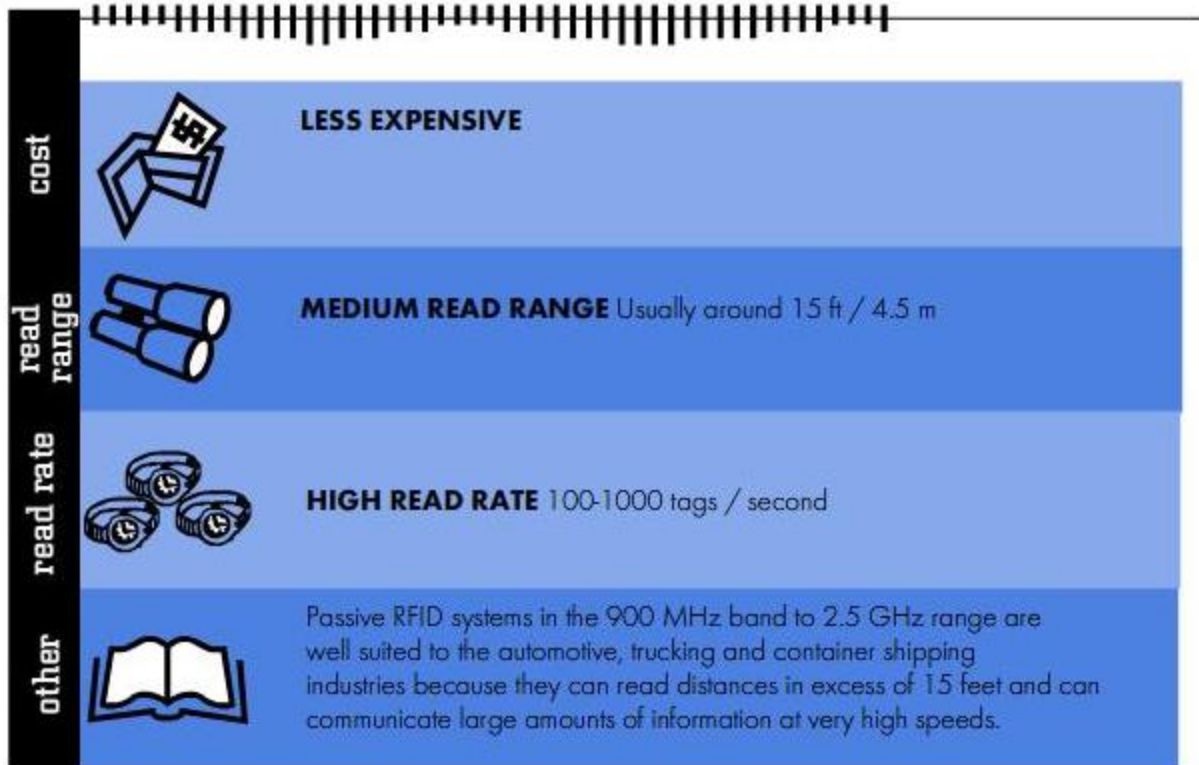 cost
LESS EXPENSIVE
read
range
MEDIUM READ RANGE Usually around 15 ft / 4.5 m
read rate
HIGH READ RATE 100-1000 tags / second
other
Passive RFID systems in the 900 MHz band to 2.5 GHz range are
well suited to the automotive, trucking and container shipping
industries because they can read distances in excess of 15 feet and can
communicate large amounts of information at very high speeds.